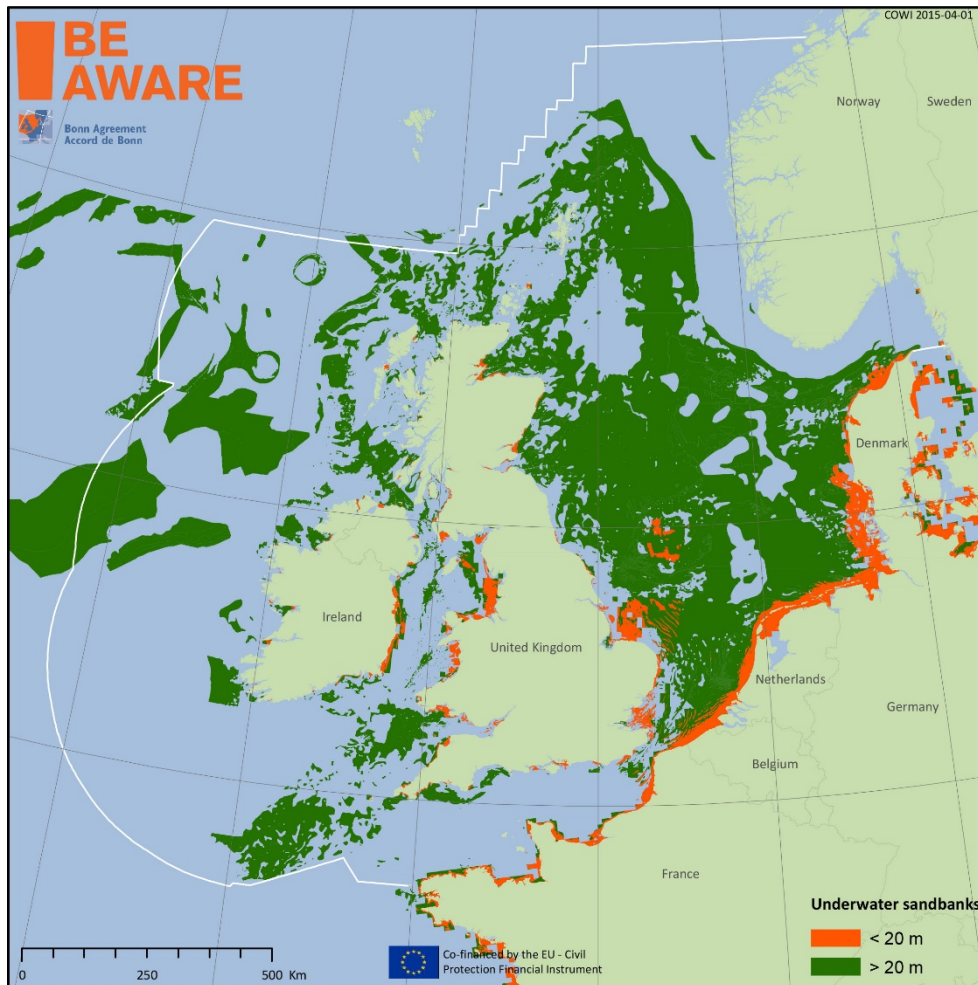 COWI 2015-04-01
BE
AWARE
Bonn Agreement
Accord de Bonn
Norway
Sweden
Denmark
Ireland
United Kingdom
Netherlands
Germany
Belgium
France
Underwater sandbanks
< 20 m
> 20 m
0 250 500 Km
Co-financed by the EU - Civil
Protection Financial Instrument